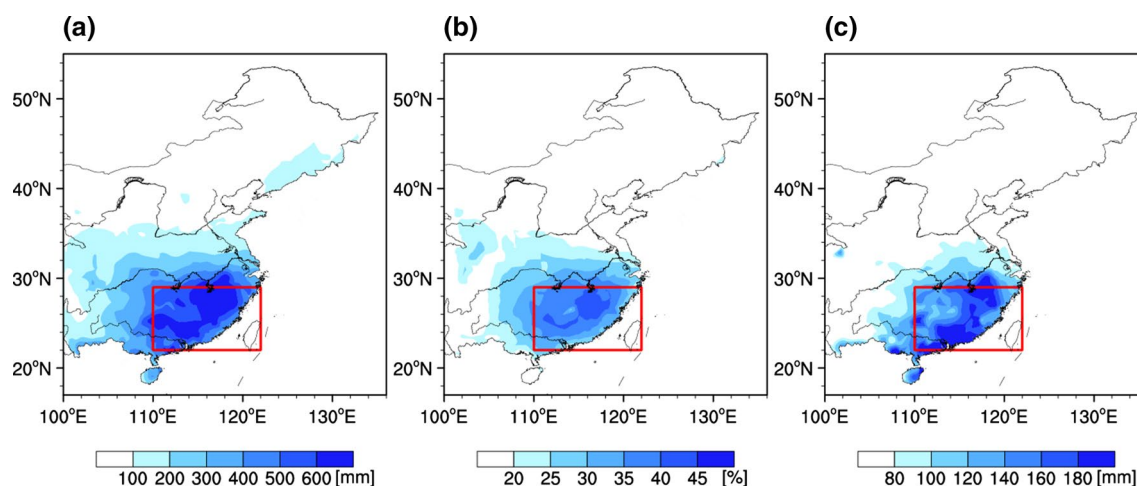 (a) (b) (c)
50°N 50°N 50°N
40°N 40°N 40°N
30°N 30°N 30°N
20°N 20°N 20°N
100°E 110°E 120°E 130°E 100°E 110°E 120°E 130°E 100°E 110°E 120°E 130°E
100 200 300 400 500 600 [mm] 20 25 30 35 40 45 [%] 80 100 120 140 160 180 [mm]